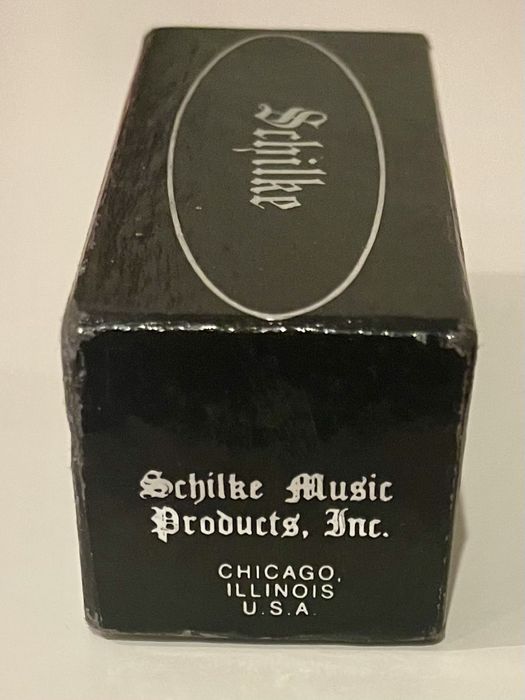 Schilke
Schilke Music
Products, Inc.
CHICAGO,
ILLINOIS
U.S.A.